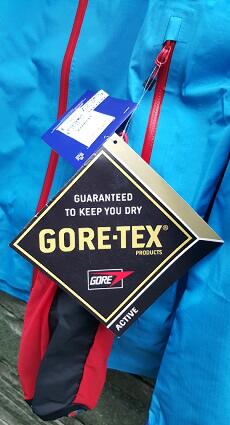 GUARANTEED
TO KEEP YOU DRY
GORE-TEX®
PRODUCTS
GORE
ACTIVE